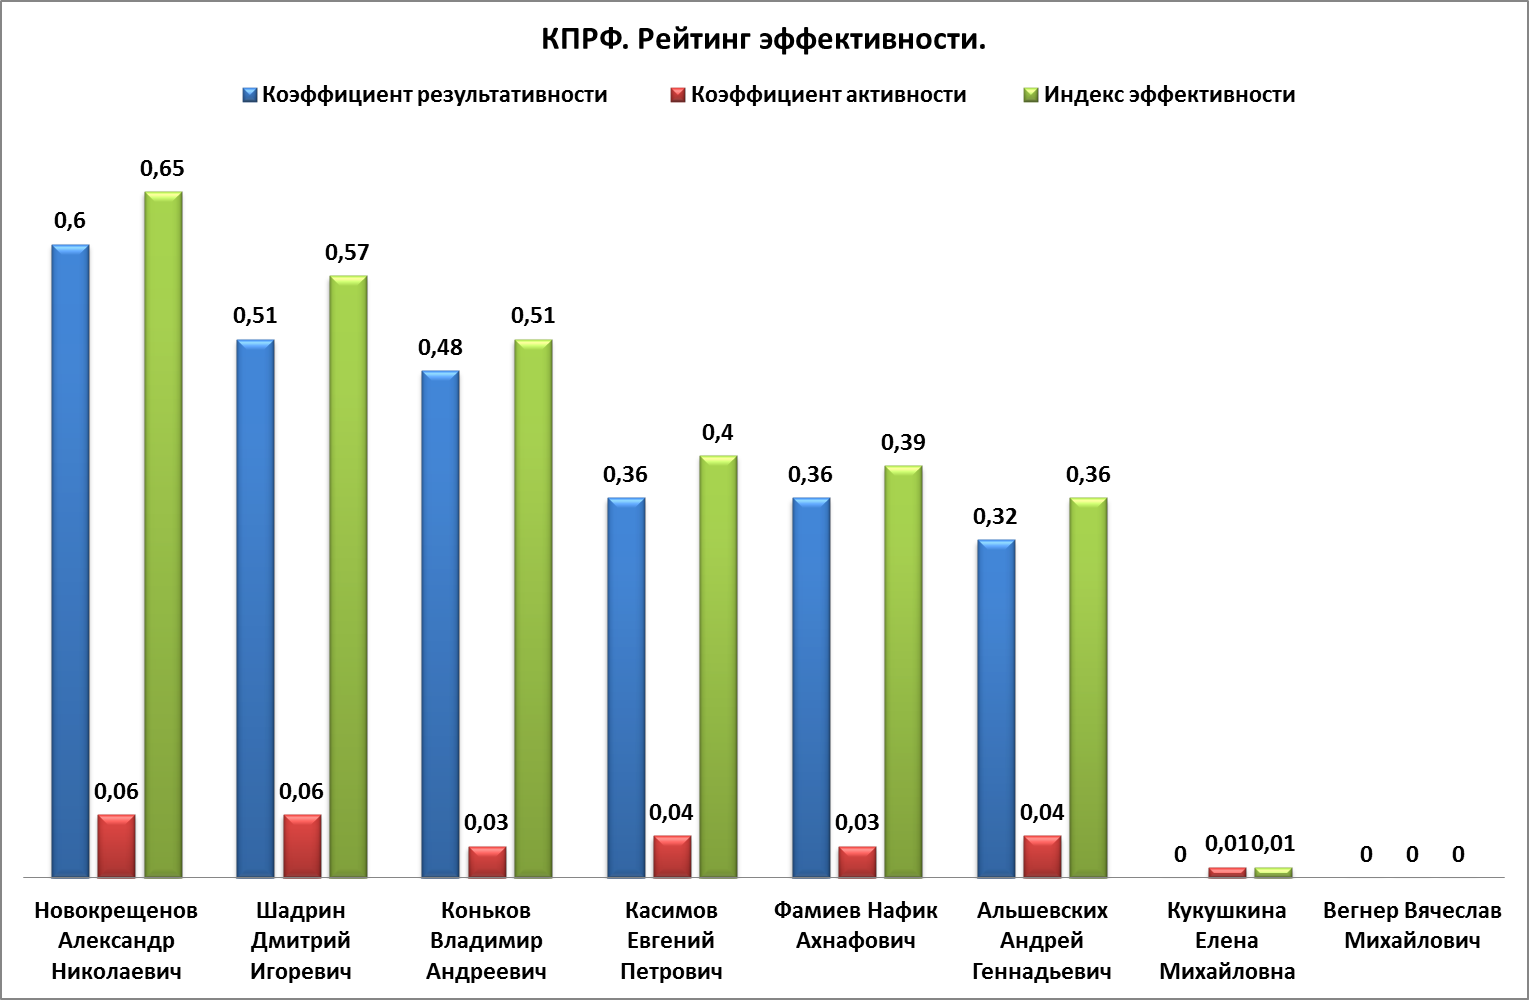 КПРФ. Рейтинг эффективности.
Коэффициент результативности
Коэффициент активности
Индекс эффективности
0,6
0,06
0,65
0,51
0,06
0,57
0,48
0,03
0,51
0,36
0,04
0,4
0,36
0,03
0,39
0,32
0,04
0,36
0
0,01
0,01
0
0
0
Новокрещенов
Александр
Николаевич
Шадрин
Дмитрий
Игоревич
Коньков
Владимир
Андреевич
Касимов
Евгений
Петрович
Фамиев Нафик
Ахнафович
Альшевских
Андрей
Геннадьевич
Кукушкина
Елена
Михайловна
Вегнер Вячеслав
Михайлович